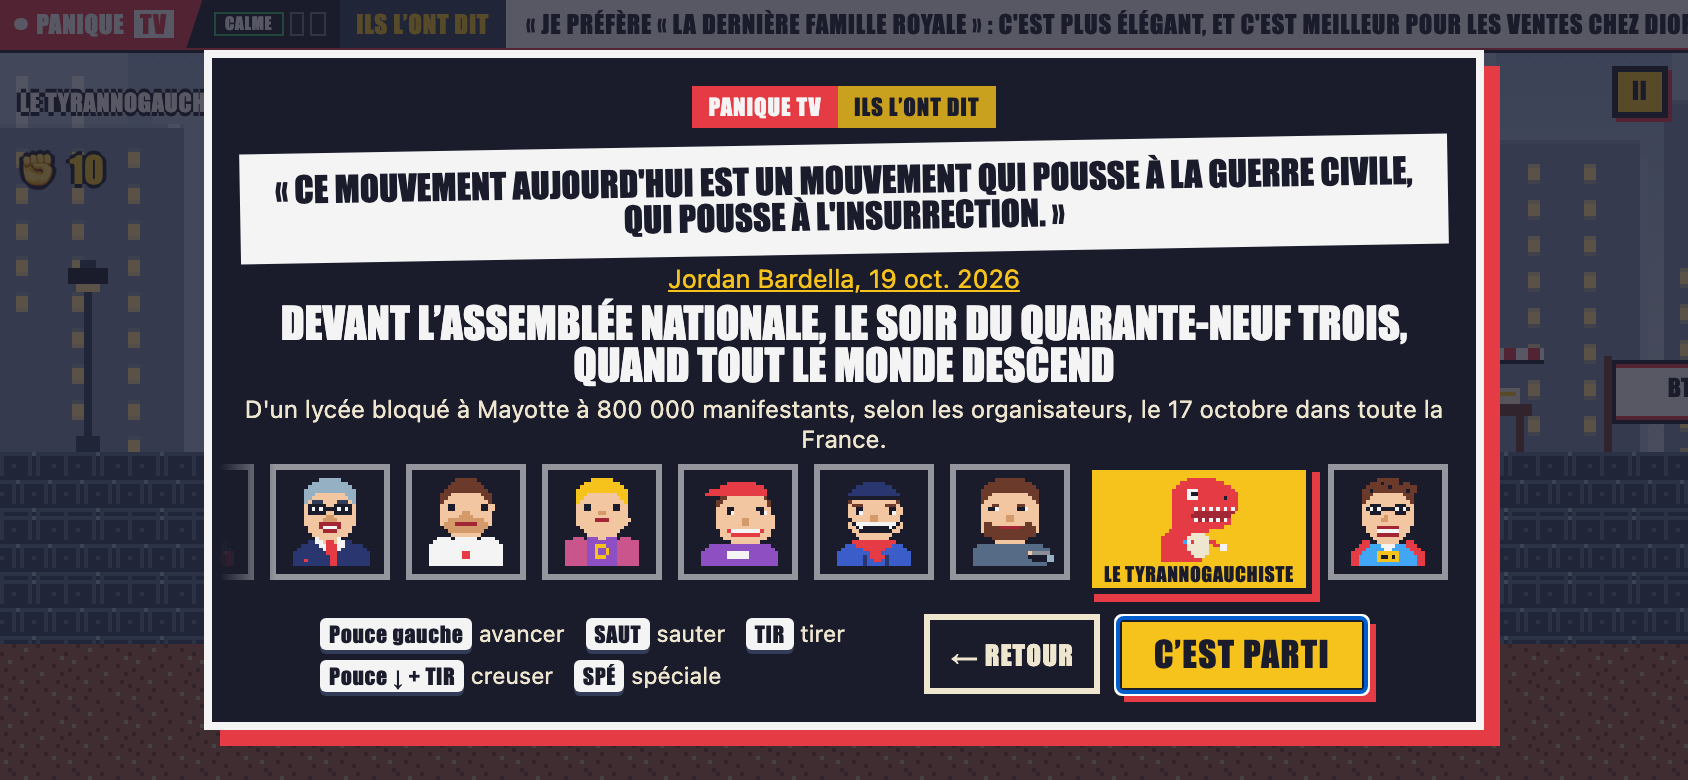 PANIQUE TV
CALME
ILS L'ONT DIT
« JE PRÉFÈRE « LA DERNIÈRE FAMILLE ROYALE » : C'EST PLUS ÉLÉGANT, ET C'EST MEILLEUR POUR LES VENTES CHEZ DIO
LE TYRANNOGAUCH
10
PANIQUE TV
ILS L'ONT DIT
« CE MOUVEMENT AUJOURD'HUI EST UN MOUVEMENT QUI POUSSE À LA GUERRE CIVILE,
QUI POUSSE À L'INSURRECTION. »
Jordan Bardella, 19 oct. 2026
DEVANT L'ASSEMBLÉE NATIONALE, LE SOIR DU QUARANTE-NEUF TROIS,
QUAND TOUT LE MONDE DESCEND
D'un lycée bloqué à Mayotte à 800 000 manifestants, selon les organisateurs, le 17 octobre dans toute la
France.
LE TYRANNOGAUCHISTE
Pouce gauche avancer SAUT sauter TIR tirer
Pouce ↓ + TIR creuser SPÉ spéciale
← RETOUR
C'EST PARTI